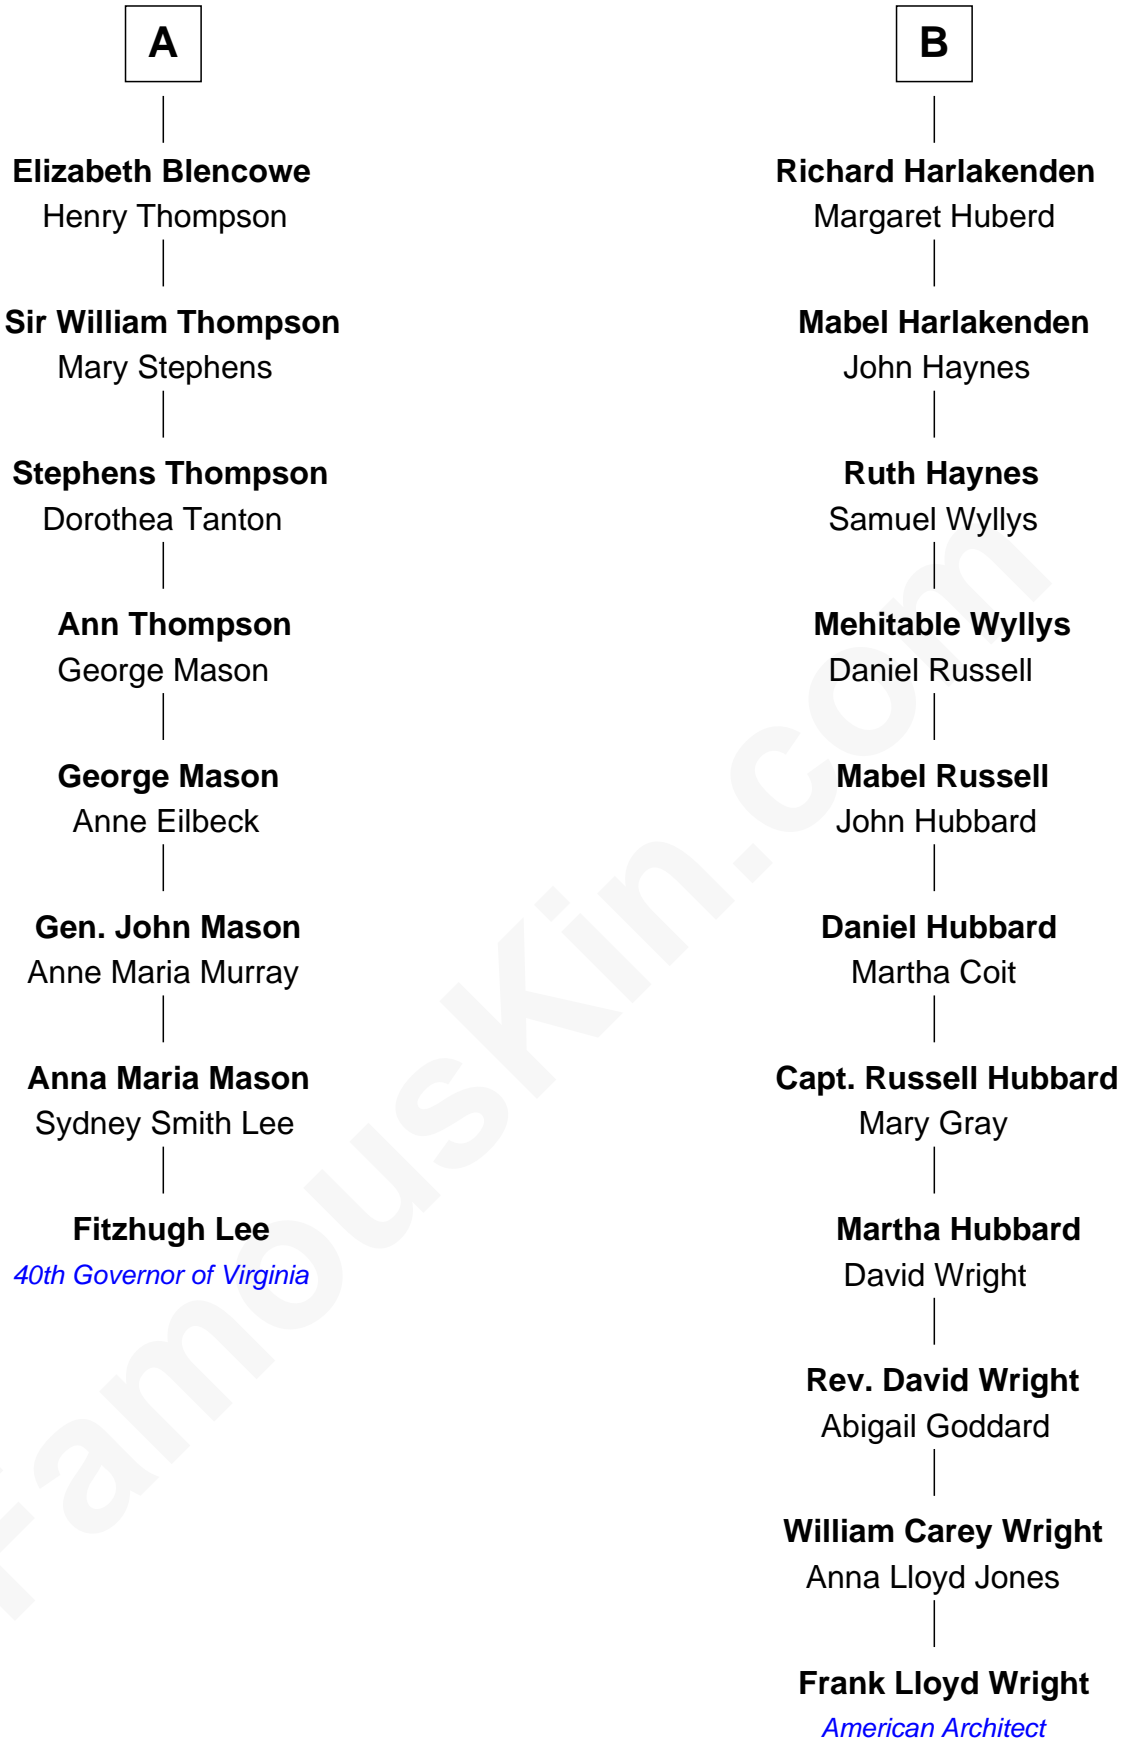 A
Elizabeth Blencowe
Henry Thompson
Sir William Thompson
Mary Stephens
Stephens Thompson
Dorothea Tanton
Ann Thompson
George Mason
George Mason
Anne Eilbeck
Gen. John Mason
Anne Maria Murray
Anna Maria Mason
Sydney Smith Lee
Fitzhugh Lee
40th Governor of Virginia
B
Richard Harlakenden
Margaret Huberd
Mabel Harlakenden
John Haynes
Ruth Haynes
Samuel Wyllys
Mehitable Wyllys
Daniel Russell
Mabel Russell
John Hubbard
Daniel Hubbard
Martha Coit
Capt. Russell Hubbard
Mary Gray
Martha Hubbard
David Wright
Rev. David Wright
Abigail Goddard
William Carey Wright
Anna Lloyd Jones
Frank Lloyd Wright
American Architect
FamousKin.com